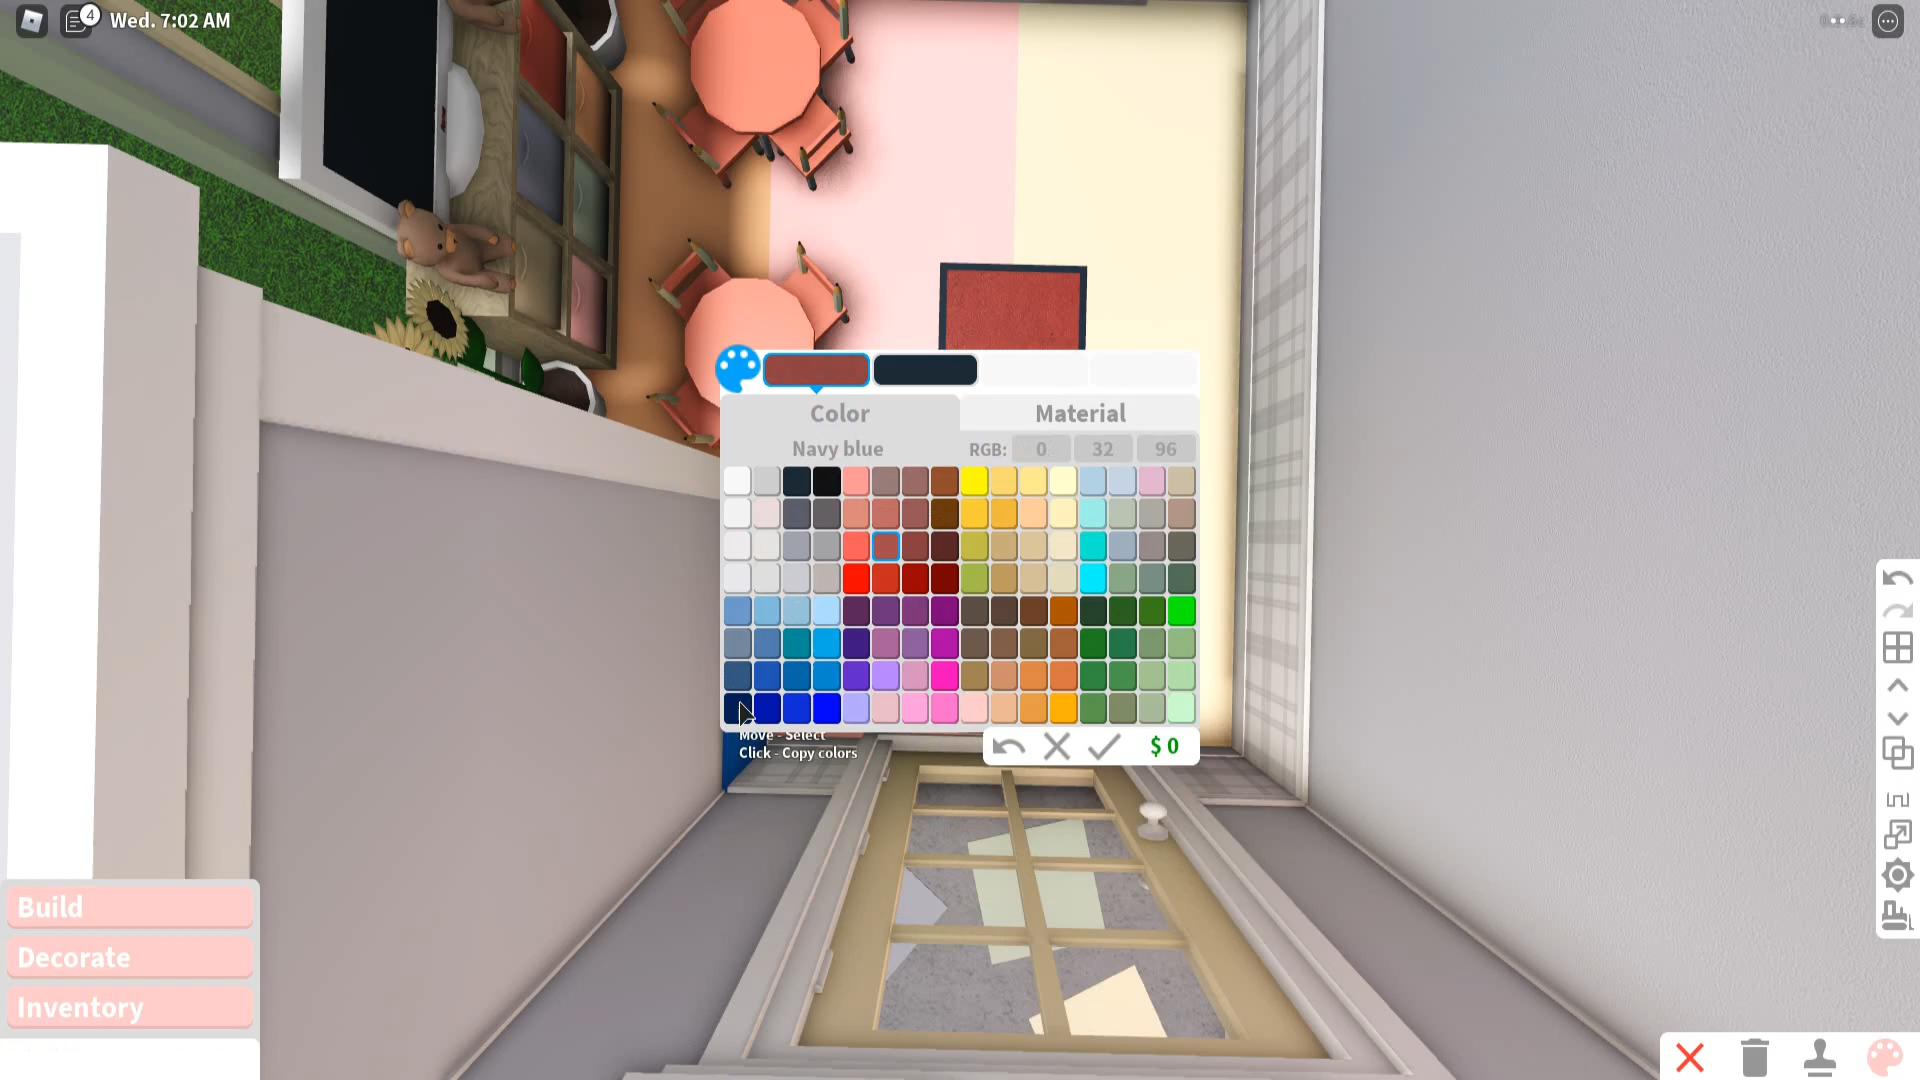 4 Wed. 7:02 AM
Color Material
Navy blue RGB: 0 32 96
Move - Select
Click - Copy colors
$ 0
Build
Decorate
Inventory